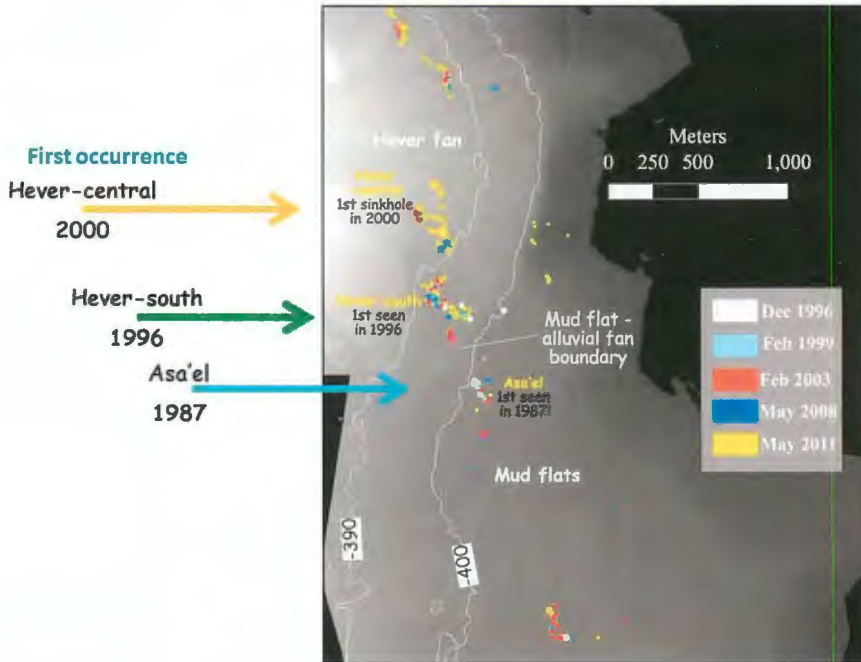 First occurrence
Hever-central
2000
Hever-south
1996
Asa'el
1987
Hever fan
1st sinkhole
in 2000
Hever-south
1st seen
in 1996
Mud flat -
alluvial fan
boundary
Asa'el
1st seen
in 1987
Mud flats
-390
-400
Meters
0 250 500 1,000
Dec 1996
Feb 1999
Feb 2003
May 2008
May 2011